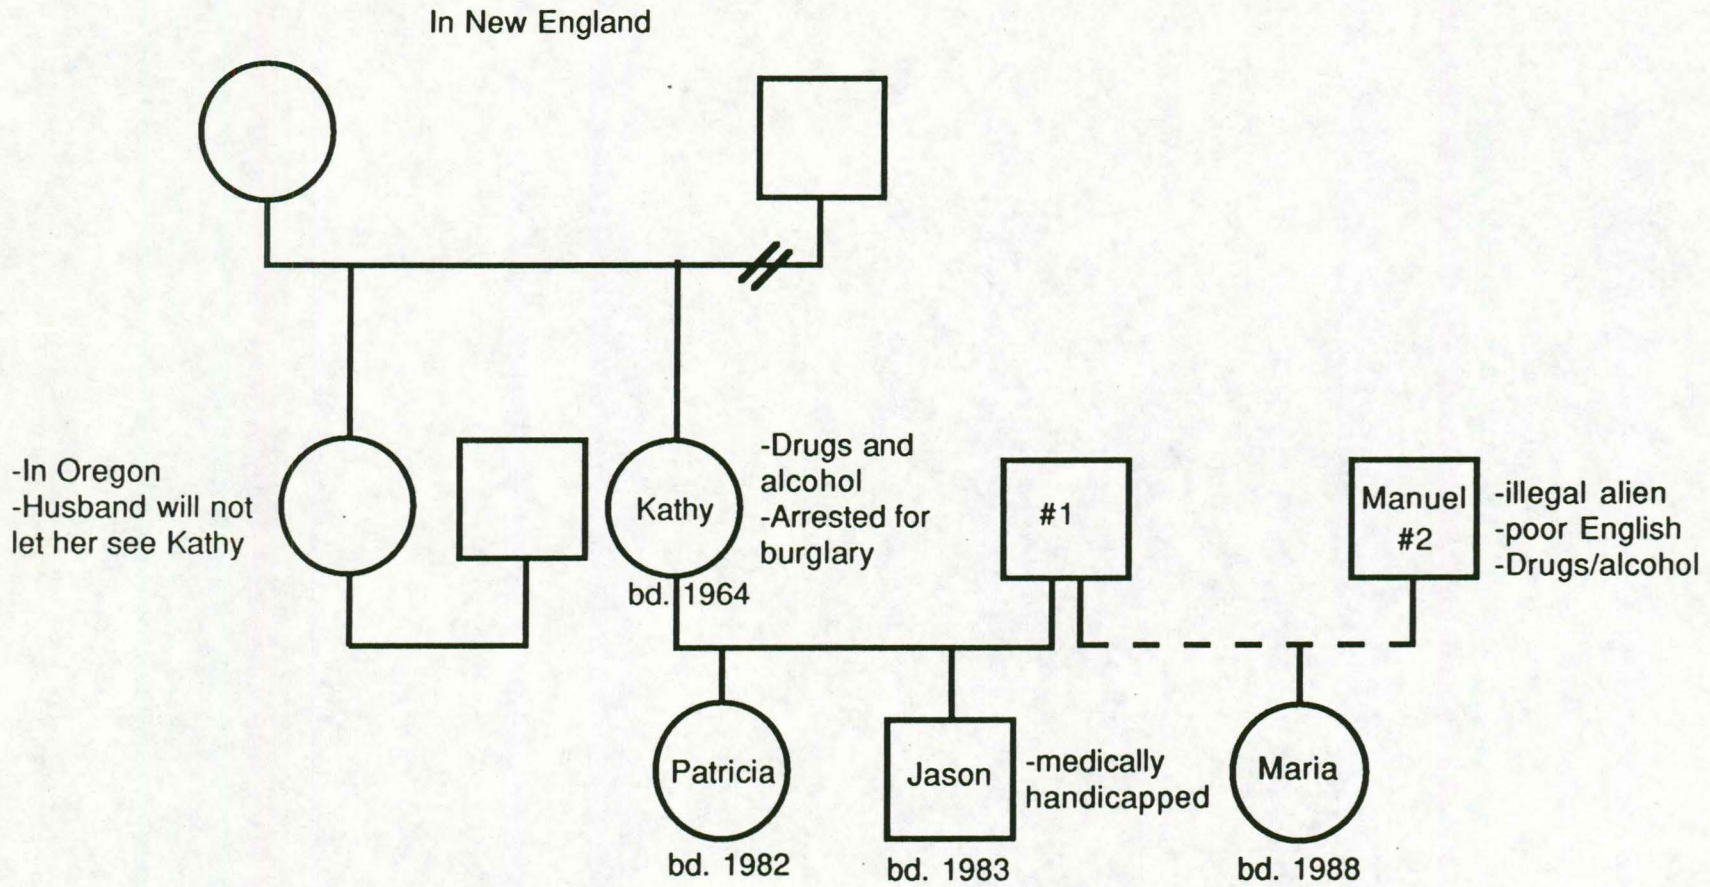 In New England
-In Oregon
-Husband will not
let her see Kathy
Kathy
bd. 1964
-Drugs and
alcohol
-Arrested for
burglary
#1
Manuel
#2
-illegal alien
-poor English
-Drugs/alcohol
Patricia
bd. 1982
Jason
bd. 1983
-medically
handicapped
Maria
bd. 1988